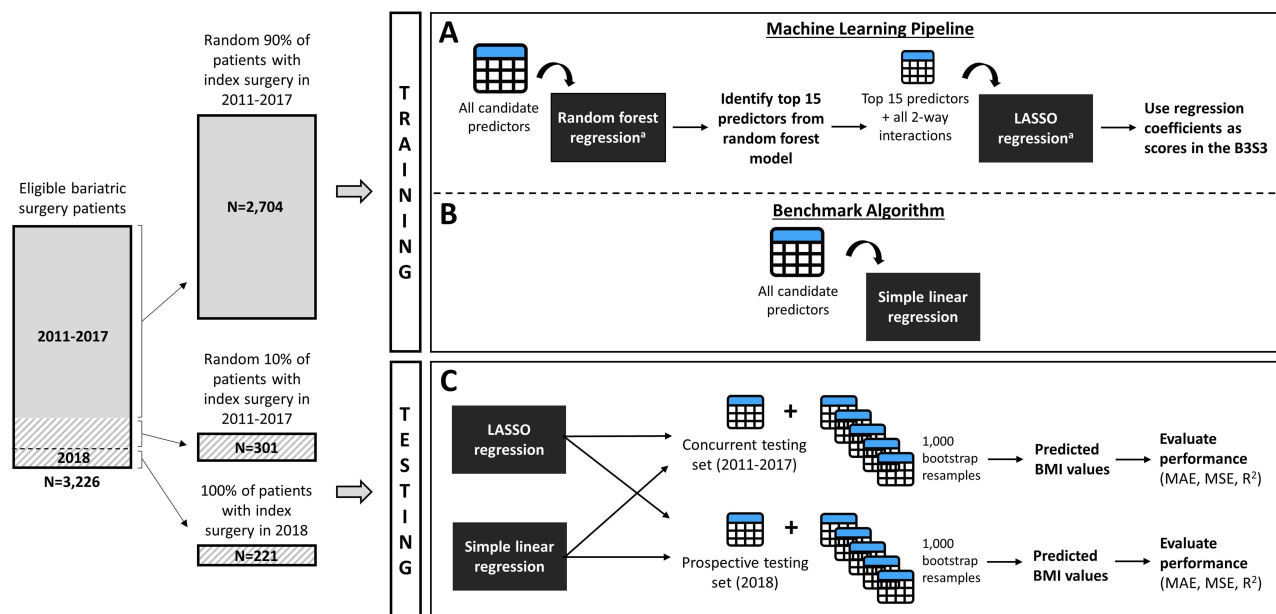 Eligible bariatric
surgery patients
2011-2017
2018
N=3,226
Random 90% of
patients with
index surgery in
2011-2017
N=2,704
Random 10% of
patients with
index surgery in
2011-2017
N=301
100% of patients
with index
surgery in 2018
N=221
TRAINING
A
Machine Learning Pipeline
All candidate
predictors
Random forest
regressionᵃ
Identify top 15
predictors from
random forest
model
Top 15 predictors
+ all 2-way
interactions
LASSO
regressionᵃ
Use regression
coefficients as
scores in the B3S3
B
Benchmark Algorithm
All candidate
predictors
Simple linear
regression
TESTING
C
LASSO
regression
Simple linear
regression
+
Concurrent testing
set (2011-2017)
1,000
bootstrap
resamples
Predicted
BMI values
Evaluate
performance
(MAE, MSE, R²)
+
Prospective testing
set (2018)
1,000
bootstrap
resamples
Predicted
BMI values
Evaluate
performance
(MAE, MSE, R²)